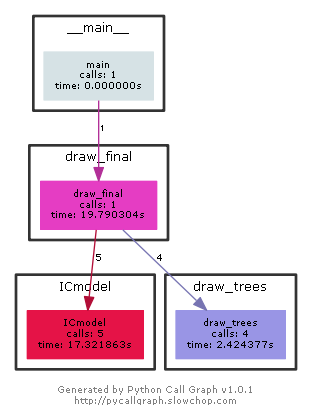 __main__
main
calls: 1
time: 0.000000s
1
draw_final
draw_final
calls: 1
time: 19.790304s
5
4
ICmodel
ICmodel
calls: 5
time: 17.321863s
draw_trees
draw_trees
calls: 4
time: 2.424377s
Generated by Python Call Graph v1.0.1
http://pycallgraph.slowchop.com